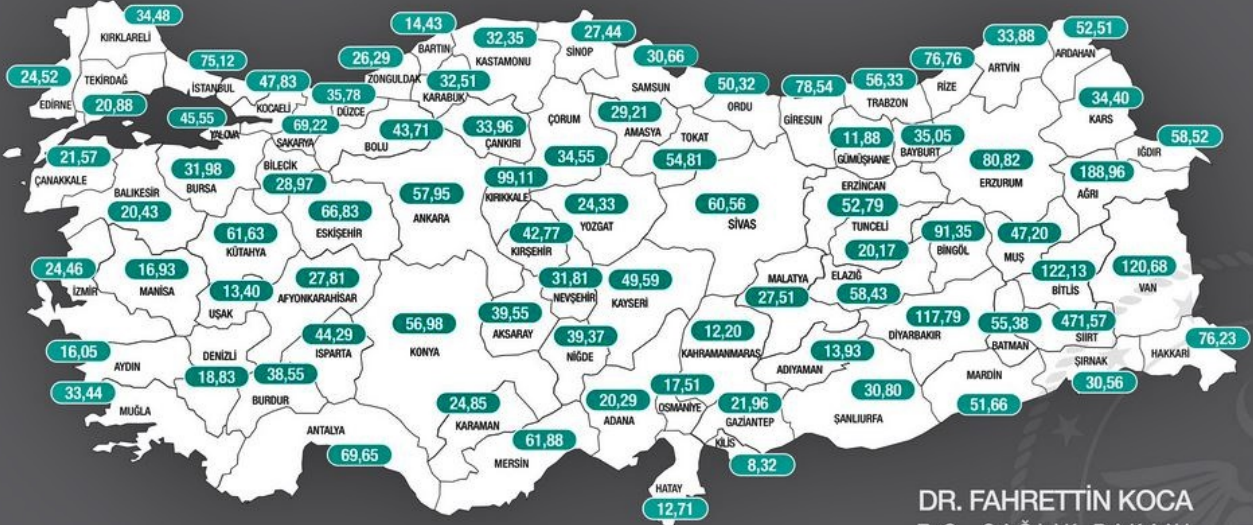 34,48
KIRKLARELİ
24,52
EDİRNE
TEKİRDAĞ
20,88
75,12
İSTANBUL
47,83
KOCAELİ
45,55
YALOVA
69,22
SAKARYA
35,78
DÜZCE
26,29
ZONGULDAK
14,43
BARTIN
32,51
KARABÜK
32,35
KASTAMONU
27,44
SİNOP
30,66
SAMSUN
50,32
ORDU
78,54
GİRESUN
56,33
TRABZON
76,76
RİZE
33,88
ARTVİN
52,51
ARDAHAN
34,40
KARS
58,52
IĞDIR
188,96
AĞRI
80,82
ERZURUM
35,05
BAYBURT
11,88
GÜMÜŞHANE
ERZİNCAN
52,79
TUNCELİ
20,17
91,35
BİNGÖL
47,20
MUŞ
122,13
BİTLİS
120,68
VAN
76,23
HAKKARİ
ŞIRNAK
30,56
471,57
SİİRT
55,38
BATMAN
117,79
DİYARBAKIR
MARDİN
51,66
30,80
ŞANLIURFA
13,93
ADIYAMAN
ELAZIĞ
58,43
MALATYA
27,51
12,20
KAHRAMANMARAŞ
21,96
GAZİANTEP
KİLİS
8,32
HATAY
12,71
17,51
OSMANİYE
20,29
ADANA
61,88
MERSİN
24,85
KARAMAN
39,37
NİĞDE
39,55
AKSARAY
31,81
NEVŞEHİR
49,59
KAYSERİ
60,56
SİVAS
TOKAT
54,81
29,21
AMASYA
ÇORUM
34,55
24,33
YOZGAT
42,77
KIRŞEHİR
99,11
KIRIKKALE
33,96
ÇANKIRI
43,71
BOLU
57,95
ANKARA
56,98
KONYA
66,83
ESKİŞEHİR
BİLECİK
28,97
31,98
BURSA
BALIKESİR
20,43
21,57
ÇANAKKALE
61,63
KÜTAHYA
27,81
AFYONKARAHİSAR
13,40
UŞAK
16,93
MANİSA
24,46
İZMİR
16,05
AYDIN
33,44
MUĞLA
DENİZLİ
18,83
38,55
BURDUR
44,29
ISPARTA
ANTALYA
69,65
DR. FAHRETTİN KOCA